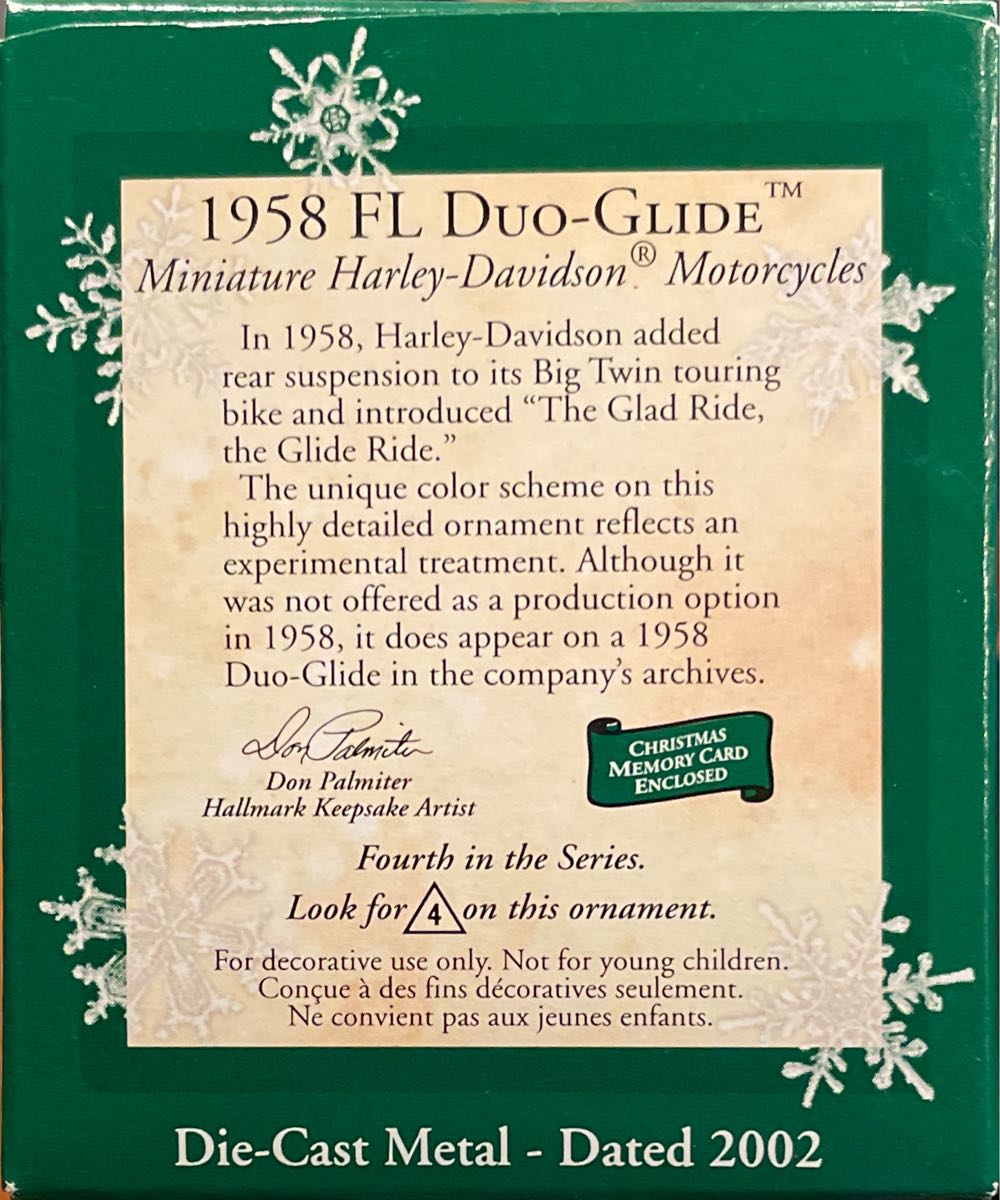 1958 FL DUO-GLIDE™
Miniature Harley-Davidson® Motorcycles
In 1958, Harley-Davidson added
rear suspension to its Big Twin touring
bike and introduced “The Glad Ride,
the Glide Ride.”
The unique color scheme on this
highly detailed ornament reflects an
experimental treatment. Although it
was not offered as a production option
in 1958, it does appear on a 1958
Duo-Glide in the company’s archives.
Don Palmiter
Don Palmiter
Hallmark Keepsake Artist
CHRISTMAS
MEMORY CARD
ENCLOSED
Fourth in the Series.
Look for 4 on this ornament.
For decorative use only. Not for young children.
Conçue à des fins décoratives seulement.
Ne convient pas aux jeunes enfants.
Die-Cast Metal - Dated 2002